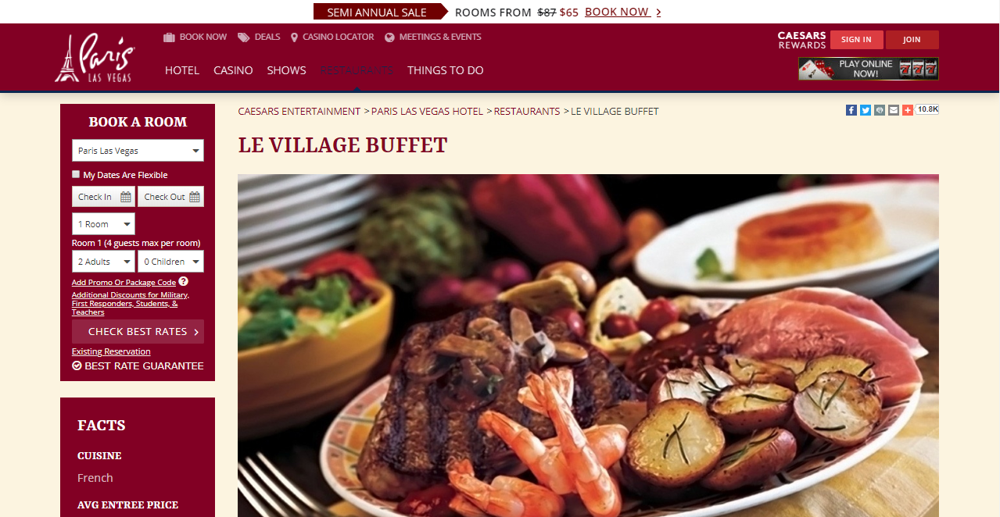 SEMI ANNUAL SALE ROOMS FROM $87 $65 BOOK NOW >
BOOK NOW DEALS CASINO LOCATOR MEETINGS & EVENTS
CAESARS REWARDS SIGN IN JOIN
Paris
LAS VEGAS
PLAY ONLINE NOW! 777
HOTEL CASINO SHOWS RESTAURANTS THINGS TO DO
CAESARS ENTERTAINMENT > PARIS LAS VEGAS HOTEL > RESTAURANTS > LE VILLAGE BUFFET
10.8K
BOOK A ROOM
Paris Las Vegas
My Dates Are Flexible
Check In Check Out
1 Room
Room 1 (4 guests max per room)
2 Adults 0 Children
Add Promo Or Package Code ?
Additional Discounts for Military,
First Responders, Students, &
Teachers
CHECK BEST RATES >
Existing Reservation
BEST RATE GUARANTEE
FACTS
CUISINE
French
AVG ENTREE PRICE
LE VILLAGE BUFFET